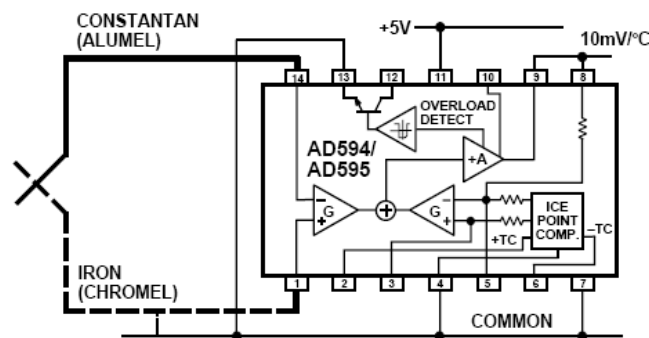 CONSTANTAN
(ALUMEL)
+5V
10mV/°C
14 13 12 11 10 9 8
OVERLOAD
DETECT
AD594/
AD595
+A
G
G
ICE
POINT
COMP.
+TC
–TC
IRON
(CHROMEL)
1 2 3 4 5 6 7
COMMON